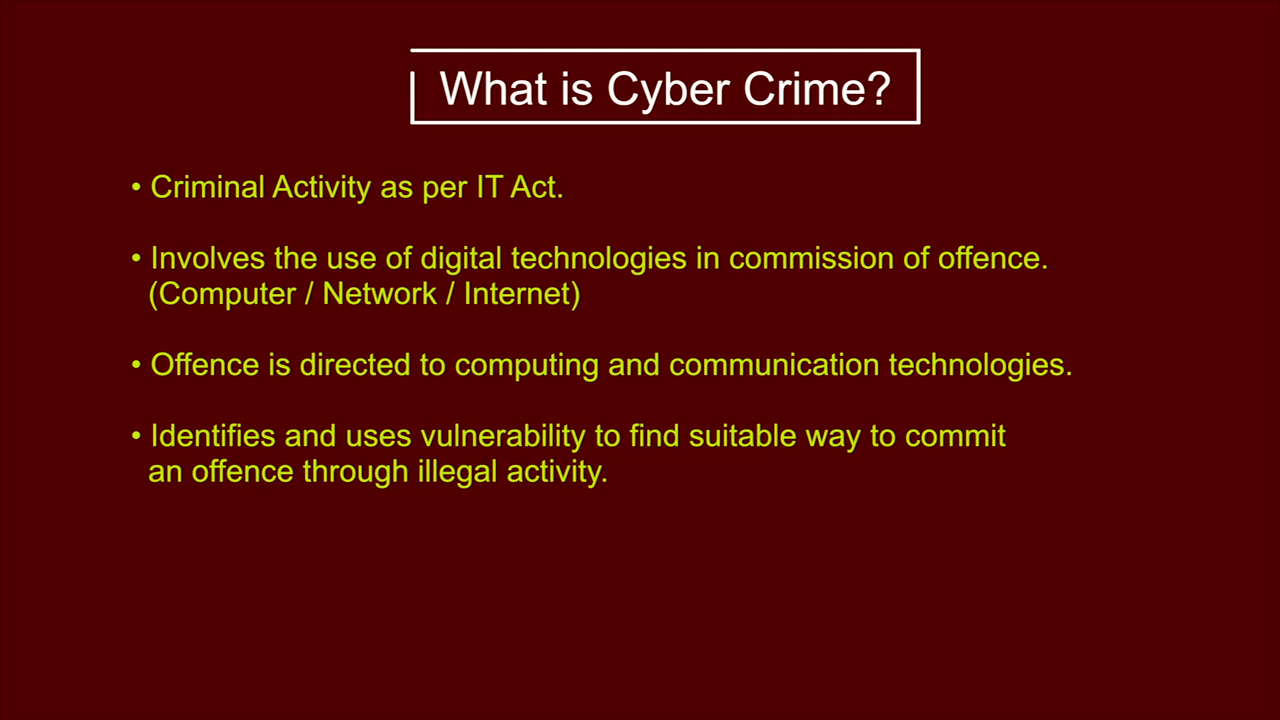 What is Cyber Crime?
• Criminal Activity as per IT Act.
• Involves the use of digital technologies in commission of offence.
(Computer / Network / Internet)
• Offence is directed to computing and communication technologies.
• Identifies and uses vulnerability to find suitable way to commit
an offence through illegal activity.